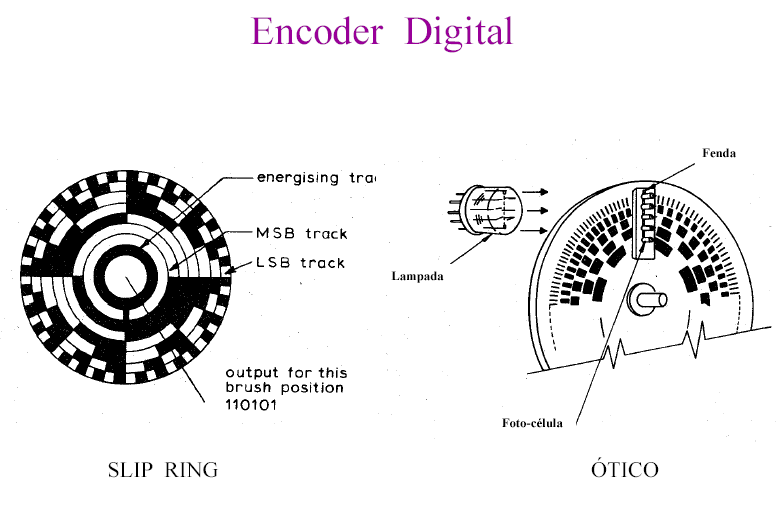 Encoder Digital
energising tra
MSB track
LSB track
output for this
brush position
110101
SLIP RING
Fenda
Lampada
Foto-célula
ÓTICO